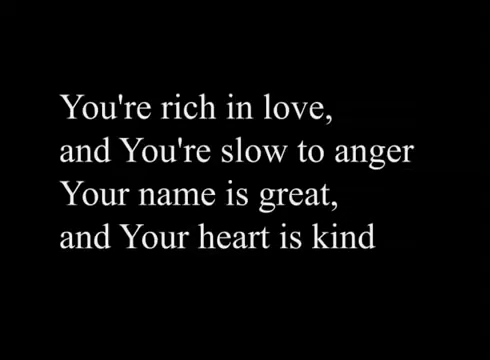 You're rich in love,
and You're slow to anger
Your name is great,
and Your heart is kind